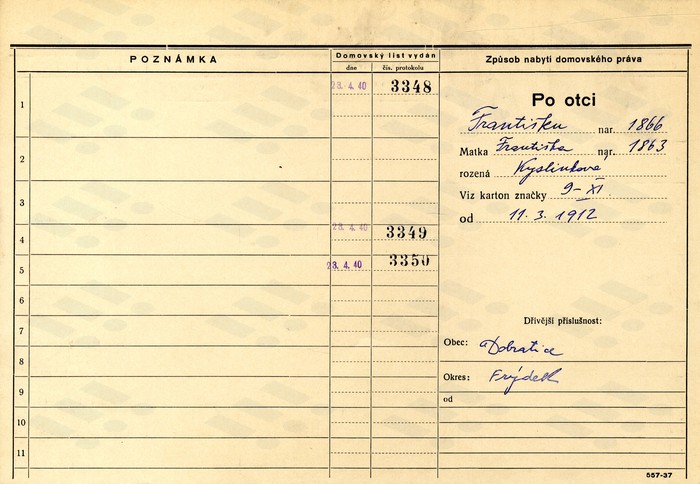 POZNÁMKA
Domovský list vydán
dne
čís. protokolu
Způsob nabytí domovského práva
1
23. 4. 40
3348
2
3
4
23. 4. 40
3349
5
23. 4. 40
3350
6
7
8
9
10
11
Po otci
Františku nar. 1866
Matka Františka nar. 1863
rozená Kyslinkova
Viz karton značky 9-XI
od 11. 3. 1912
Dřívější příslušnost:
Obec: Dobratice
Okres: Frýdek
od
557-37